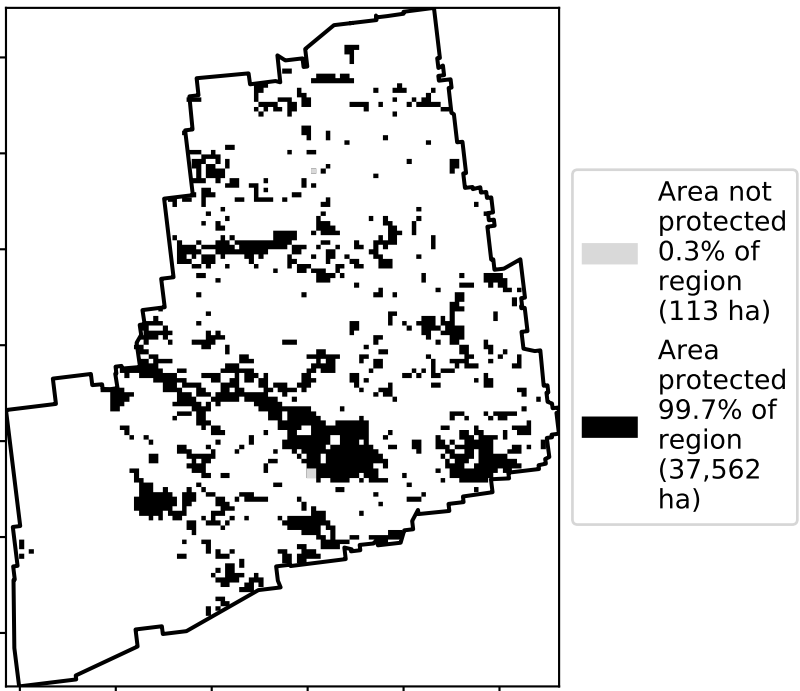 Area not
protected
0.3% of
region
(113 ha)
Area
protected
99.7% of
region
(37,562
ha)